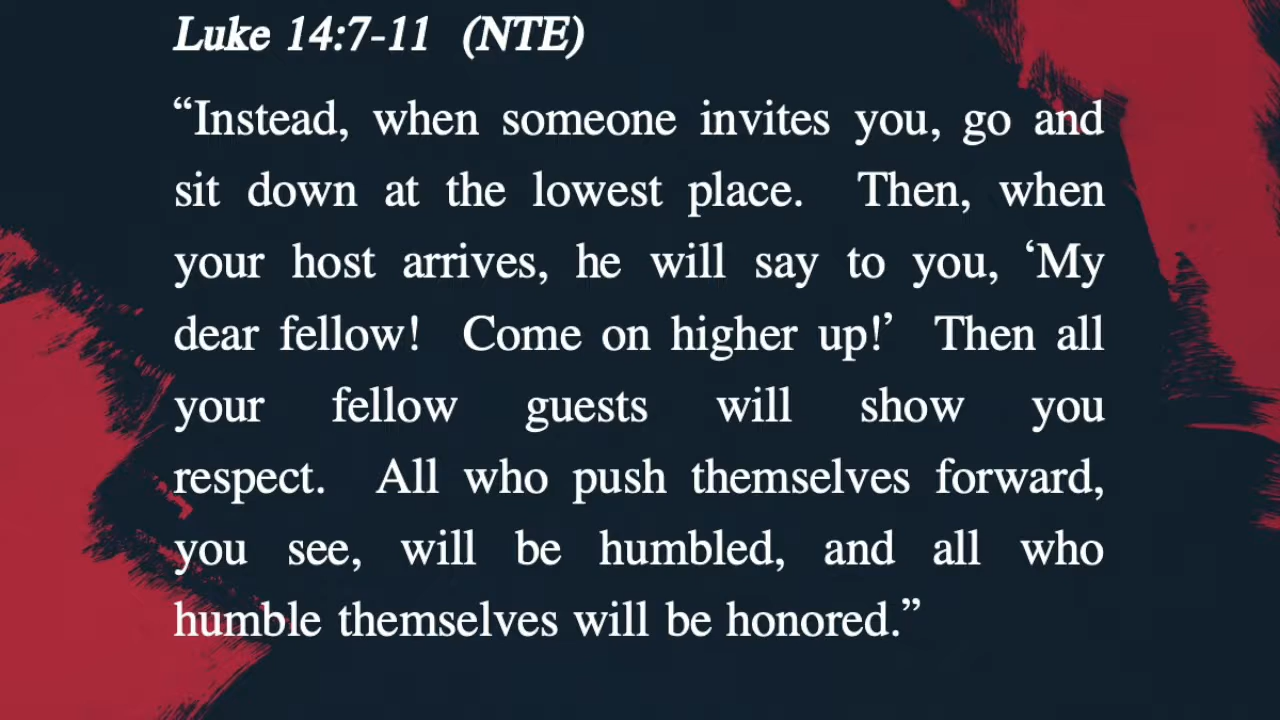 Luke 14:7-11 (NTE)
“Instead, when someone invites you, go and
sit down at the lowest place. Then, when
your host arrives, he will say to you, ‘My
dear fellow! Come on higher up!’ Then all
your fellow guests will show you
respect. All who push themselves forward,
you see, will be humbled, and all who
humble themselves will be honored.”